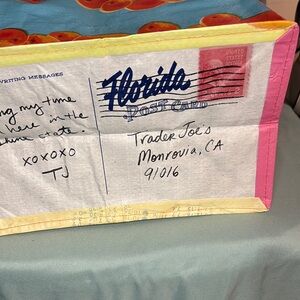 WRITING MESSAGES
ng my time
here in the
state.
XOXOXO
TJ
Florida
POST CARD
Trader Joe's
Monrovia, CA
91016